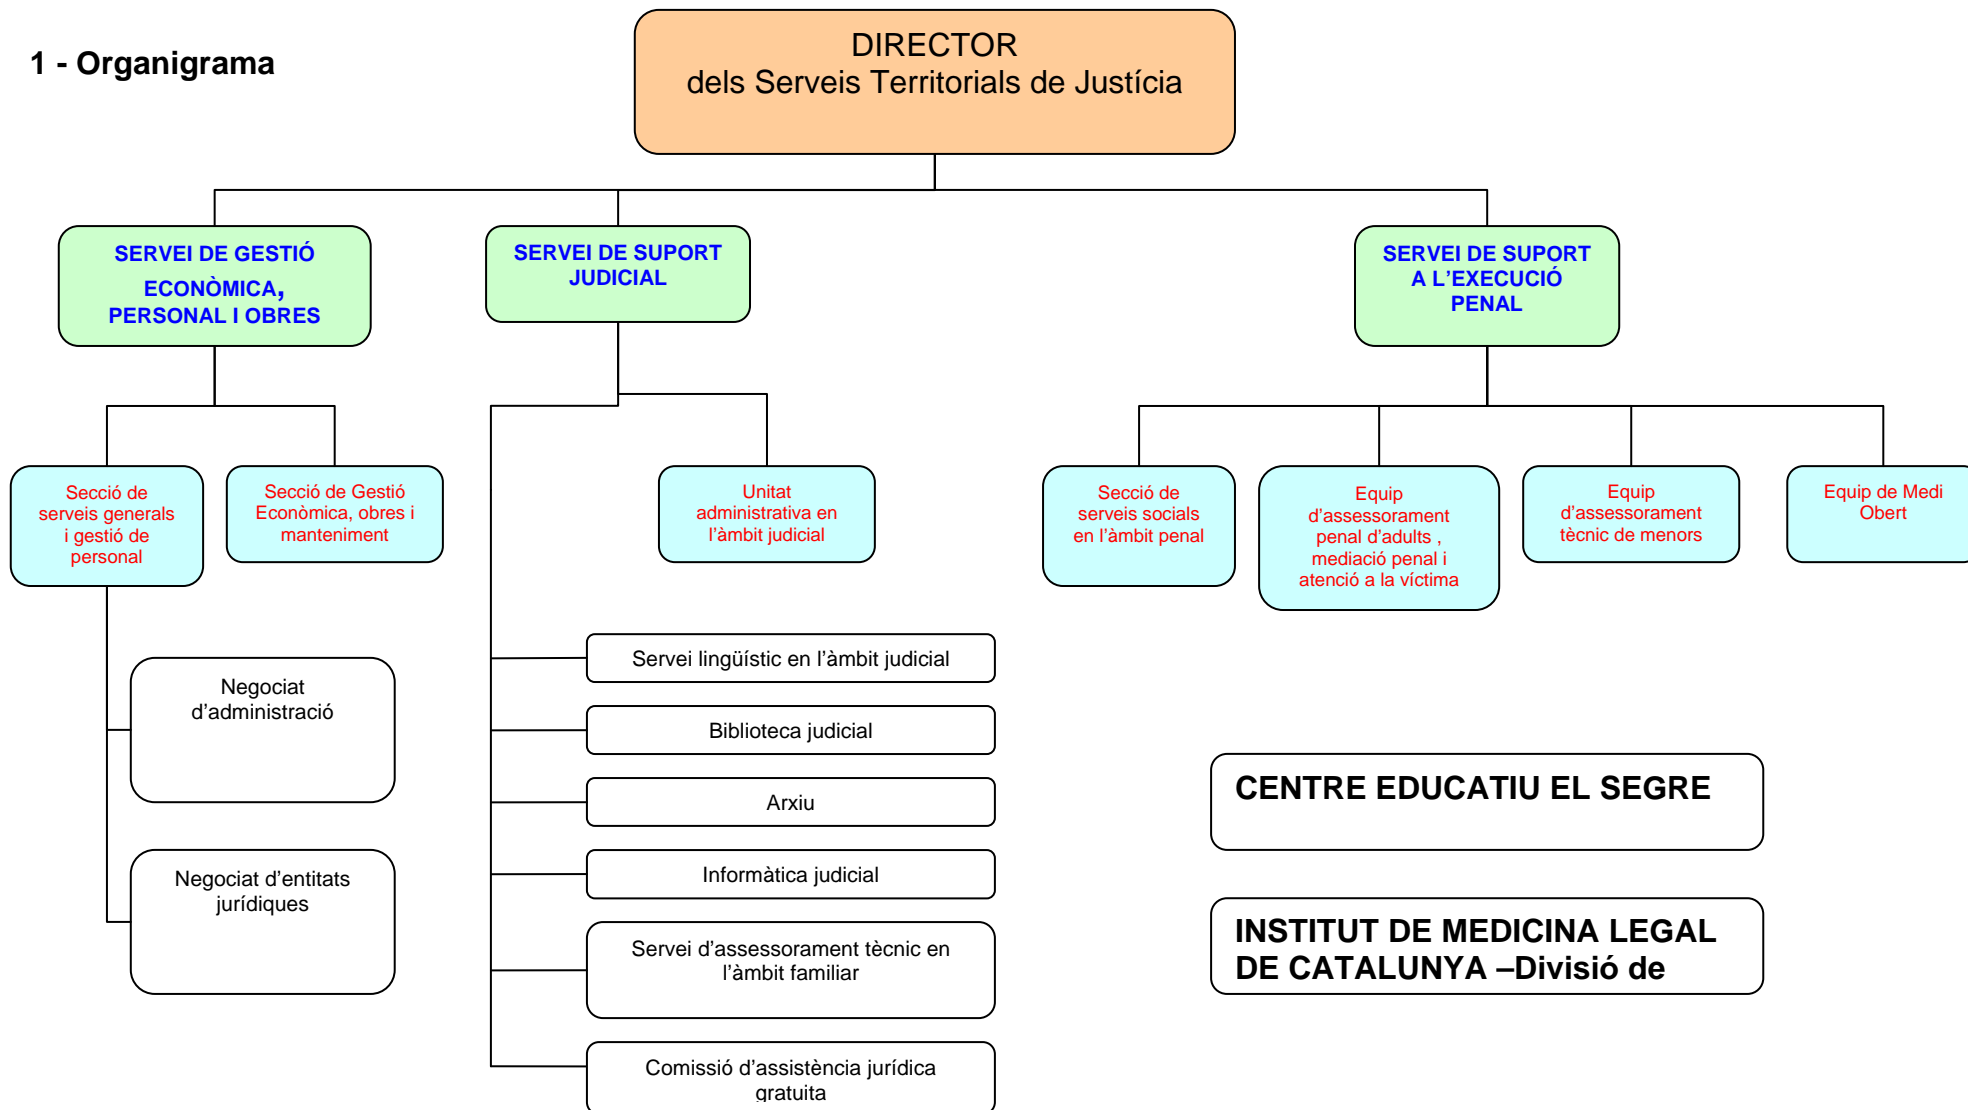 1 - Organigrama
DIRECTOR
dels Serveis Territorials de Justícia
SERVEI DE GESTIÓ
ECONÒMICA,
PERSONAL I OBRES
SERVEI DE SUPORT
JUDICIAL
SERVEI DE SUPORT
A L’EXECUCIÓ
PENAL
Secció de
serveis generals
i gestió de
personal
Secció de Gestió
Econòmica, obres i
manteniment
Unitat
administrativa en
l’àmbit judicial
Secció de
serveis socials
en l’àmbit penal
Equip
d’assessorament
penal d’adults ,
mediació penal i
atenció a la víctima
Equip
d’assessorament
tècnic de menors
Equip de Medi
Obert
Negociat
d’administració
Negociat d’entitats
jurídiques
Servei lingüístic en l’àmbit judicial
Biblioteca judicial
Arxiu
Informàtica judicial
Servei d’assessorament tècnic en
l’àmbit familiar
Comissió d’assistència jurídica
gratuita
CENTRE EDUCATIU EL SEGRE
INSTITUT DE MEDICINA LEGAL
DE CATALUNYA –Divisió de